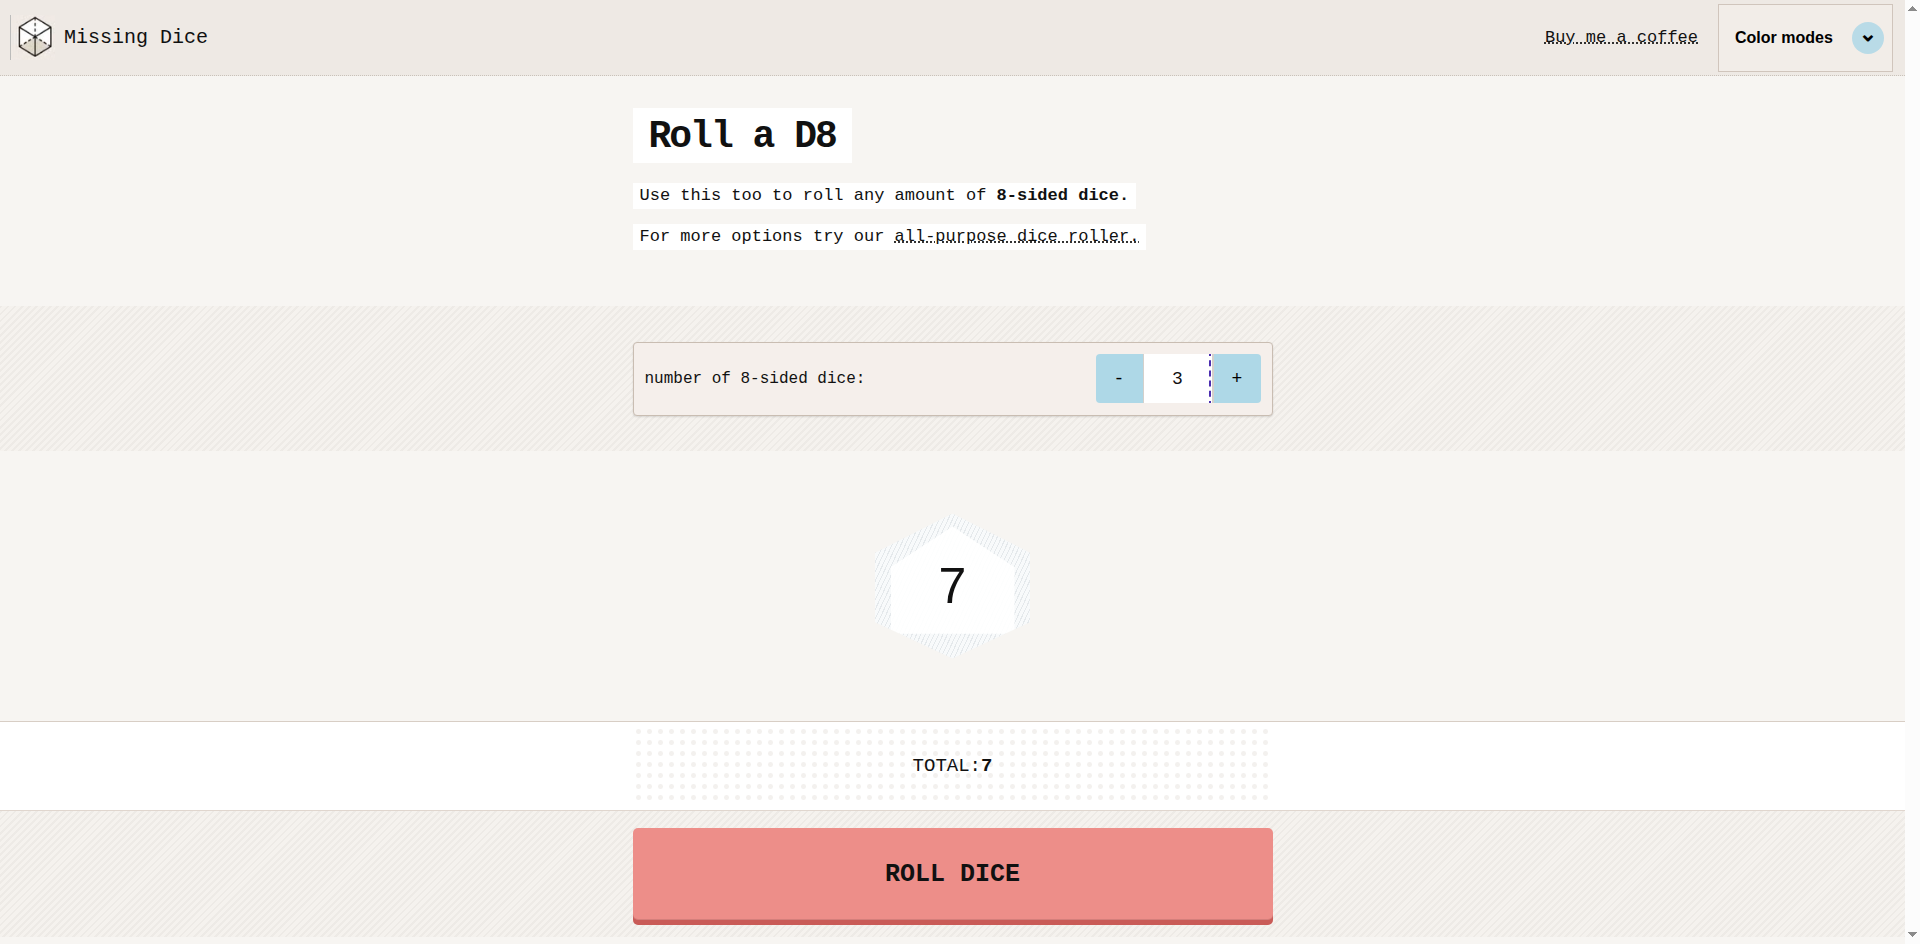 Missing Dice
Buy me a coffee
Color modes
Roll a D8
Use this too to roll any amount of 8-sided dice.
For more options try our all-purpose dice roller.
number of 8-sided dice:
- 3 +
7
TOTAL:7
ROLL DICE